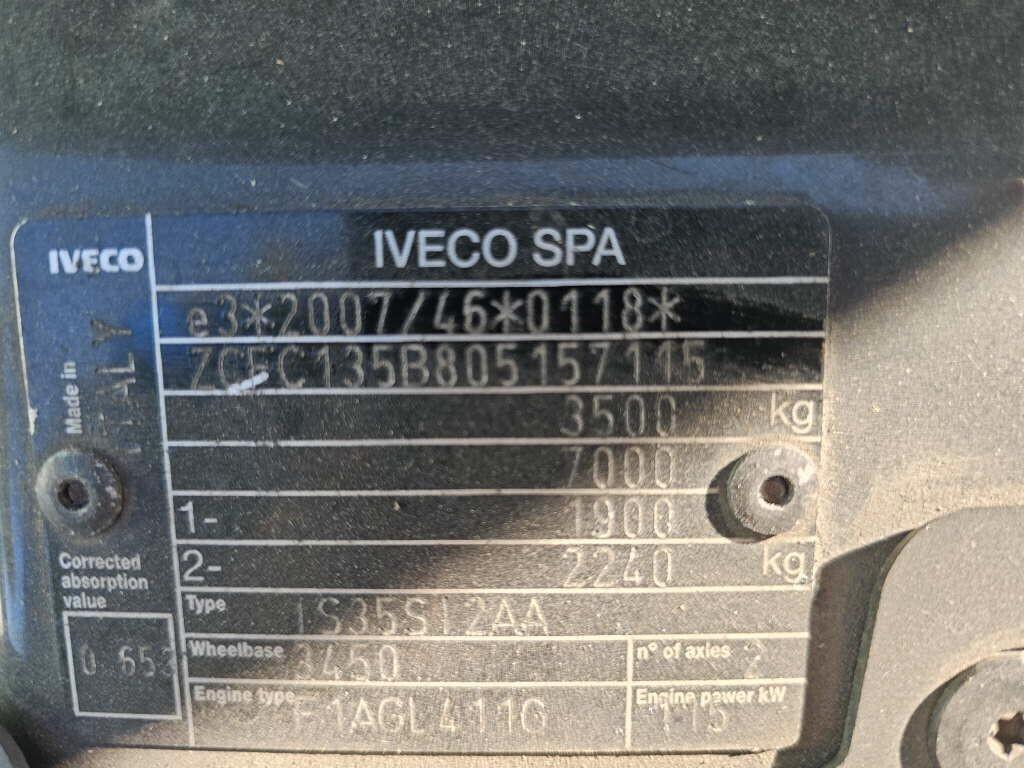 IVECO
IVECO SPA
e3*2007/46*0118*
ZCFC135B805157115
Made in
ITALY
3500 kg
7000
1- 1900
2- 2240 kg
Corrected
absorption
value
0.653
Type IS35SI2AA
Wheelbase 3450
n° of axles 2
Engine type F1AGL411G
Engine power kW 115